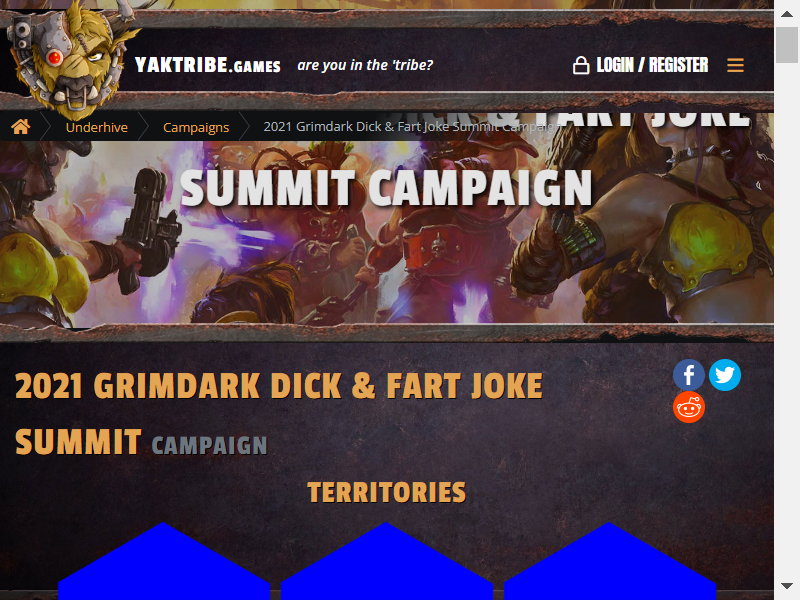 YAKTRIBE.GAMES are you in the 'tribe? LOGIN / REGISTER
Underhive Campaigns 2021 Grimdark Dick & Fart Joke Summit Campaign
DICK & FART JOKE
SUMMIT CAMPAIGN
2021 GRIMDARK DICK & FART JOKE
SUMMIT CAMPAIGN
TERRITORIES